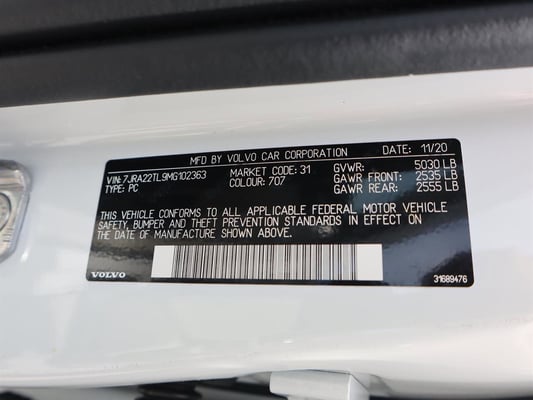 MFD BY VOLVO CAR CORPORATION DATE: 11/20
VIN: 7JRA22TL9MG102363 MARKET CODE: 31 GVWR: 5030 LB
TYPE: PC COLOUR: 707 GAWR FRONT: 2535 LB
GAWR REAR: 2555 LB
THIS VEHICLE CONFORMS TO ALL APPLICABLE FEDERAL MOTOR VEHICLE
SAFETY, BUMPER AND THEFT PREVENTION STANDARDS IN EFFECT ON
THE DATE OF MANUFACTURE SHOWN ABOVE.
VOLVO 31689476